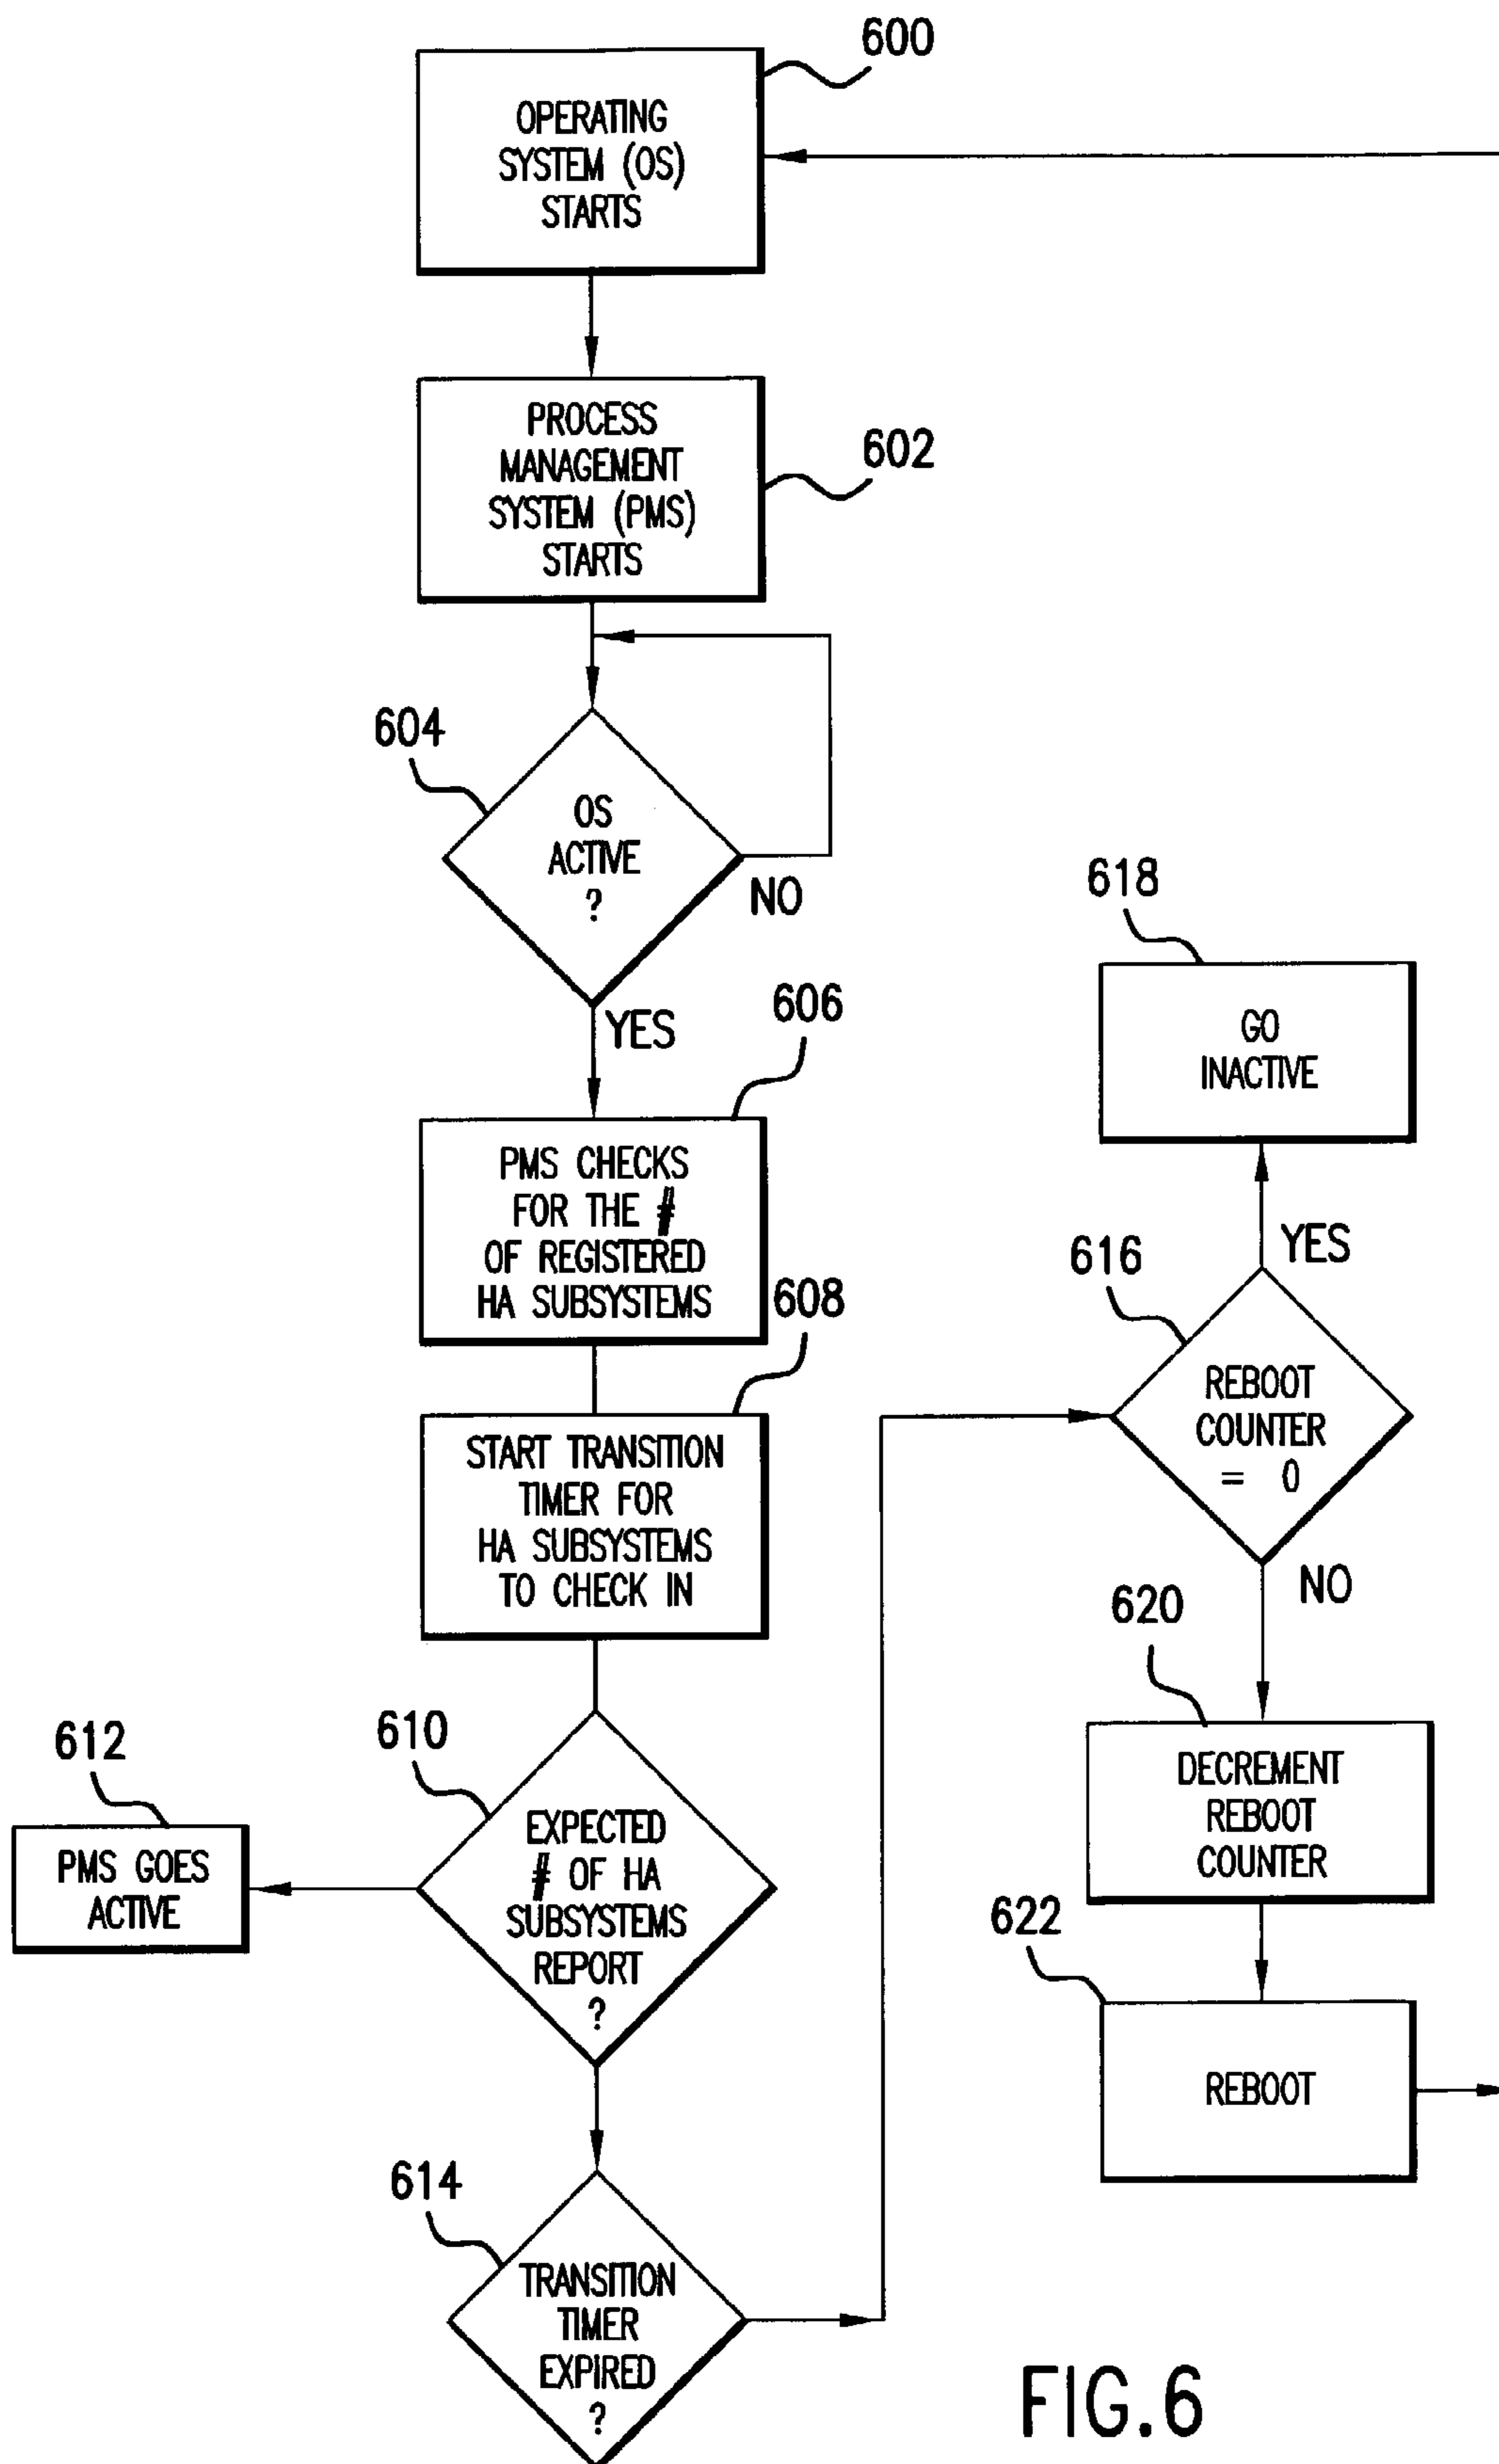 600
OPERATING
SYSTEM (OS)
STARTS
602
PROCESS
MANAGEMENT
SYSTEM (PMS)
STARTS
604
OS
ACTIVE
?
NO
YES
606
PMS CHECKS
FOR THE #
OF REGISTERED
HA SUBSYSTEMS
608
START TRANSITION
TIMER FOR
HA SUBSYSTEMS
TO CHECK IN
610
EXPECTED
# OF HA
SUBSYSTEMS
REPORT
?
612
PMS GOES
ACTIVE
614
TRANSITION
TIMER
EXPIRED
?
616
REBOOT
COUNTER
= 0
YES
618
GO
INACTIVE
NO
620
DECREMENT
REBOOT
COUNTER
622
REBOOT
FIG.6